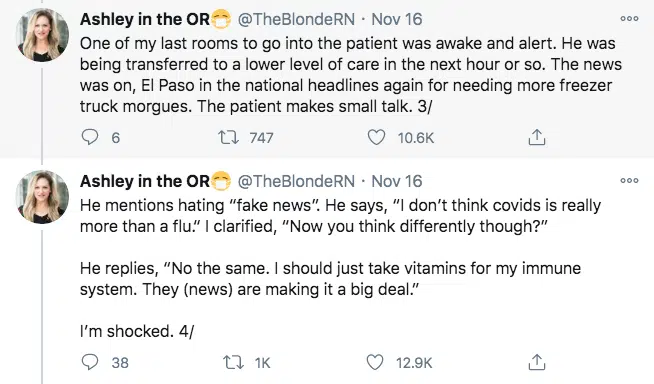 Ashley in the OR😷 @TheBlondeRN · Nov 16
One of my last rooms to go into the patient was awake and alert. He was
being transferred to a lower level of care in the next hour or so. The news
was on, El Paso in the national headlines again for needing more freezer
truck morgues. The patient makes small talk. 3/
6 747 10.6K
Ashley in the OR😷 @TheBlondeRN · Nov 16
He mentions hating “fake news”. He says, “I don’t think covids is really
more than a flu.“ I clarified, “Now you think differently though?”
He replies, “No the same. I should just take vitamins for my immune
system. They (news) are making it a big deal.”
I’m shocked. 4/
38 1K 12.9K